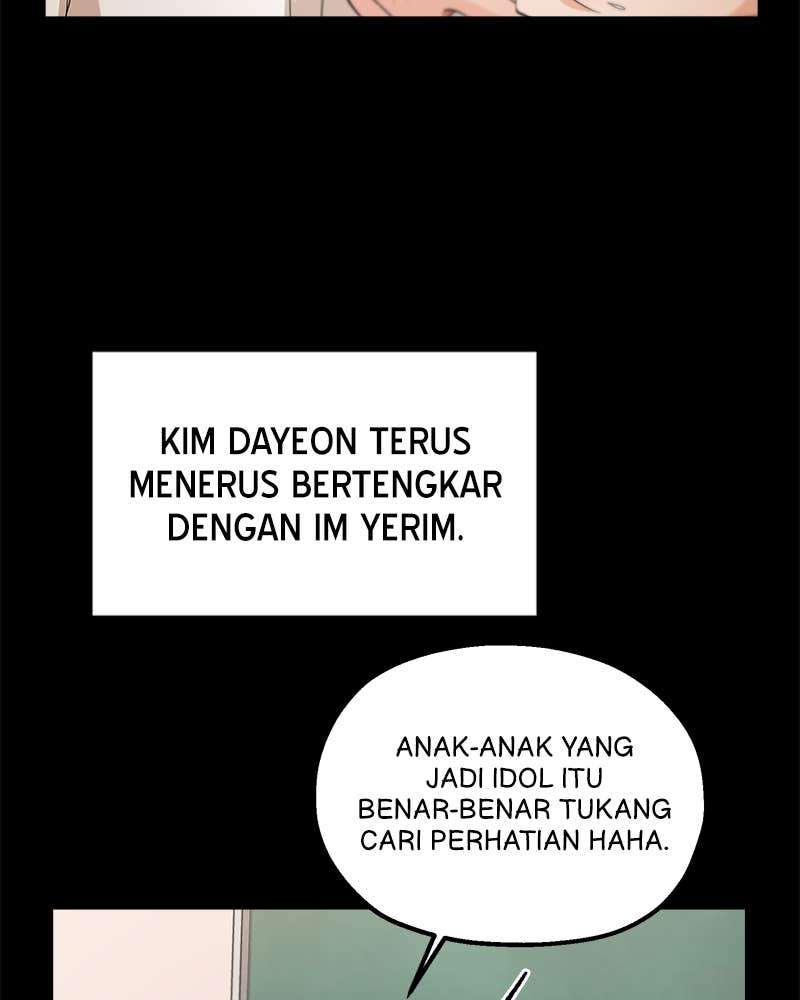 KIM DAYEON TERUS
MENERUS BERTENGKAR
DENGAN IM YERIM.
ANAK-ANAK YANG
JADI IDOL ITU
BENAR-BENAR TUKANG
CARI PERHATIAN HAHA.